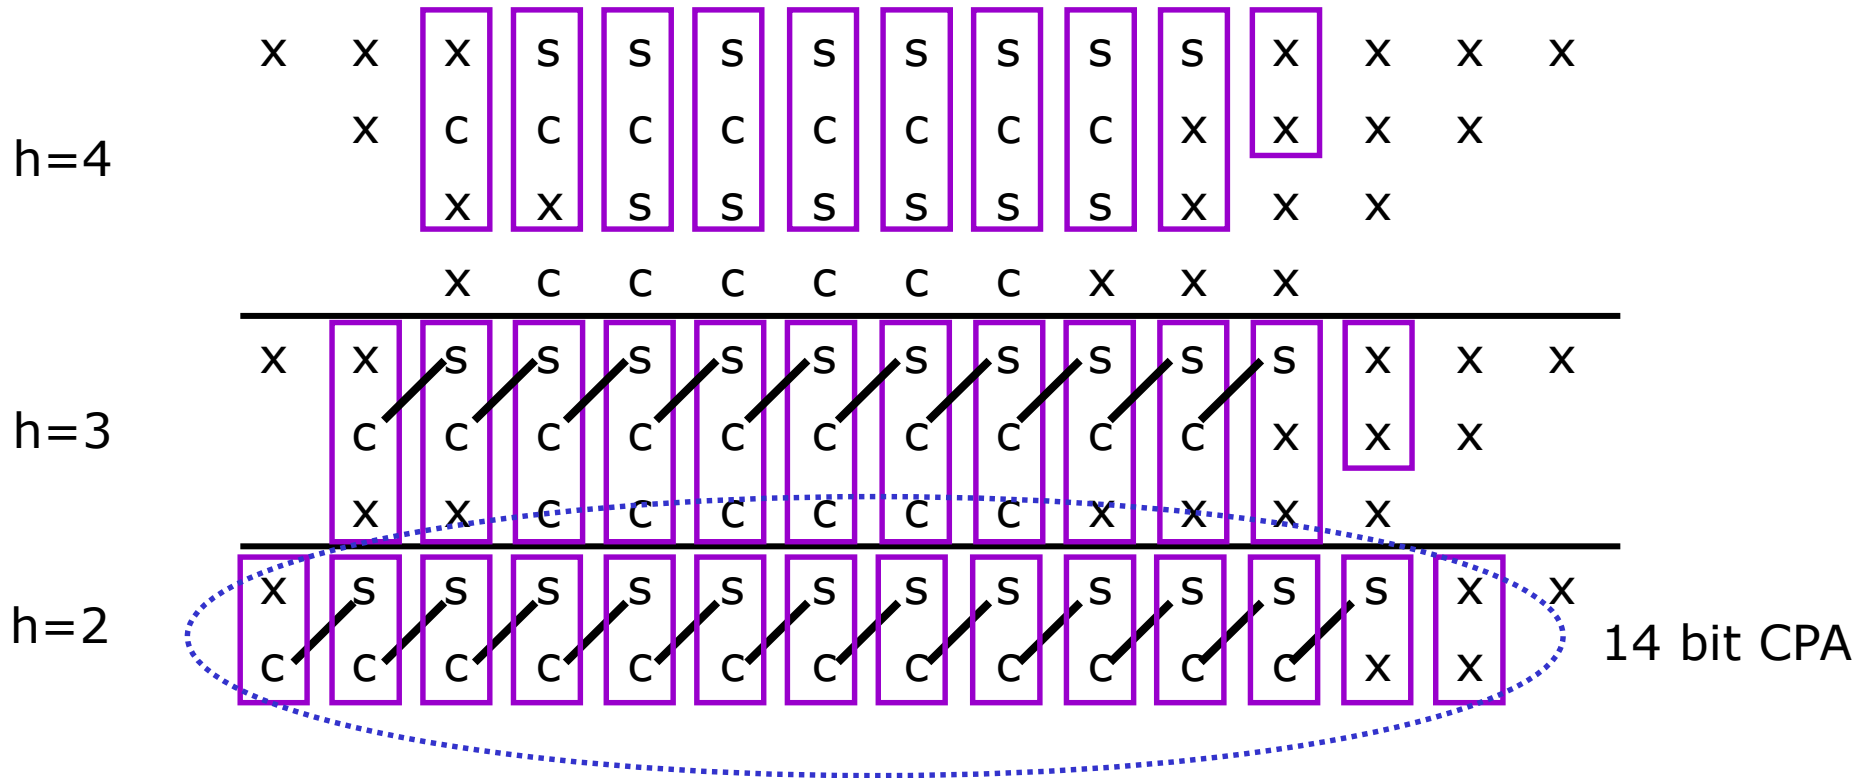 x x x s s s s s s s s x x x x
x c c c c c c c c x x x x
h=4
x x s s s s s s x x x
x c c c c c c x x x
x x s s s s s s s s s s x x x
h=3
c c c c c c c c c c x x x
x x c c c c c c x x x x
x s s s s s s s s s s s s x x
h=2
14 bit CPA
c c c c c c c c c c c c x x